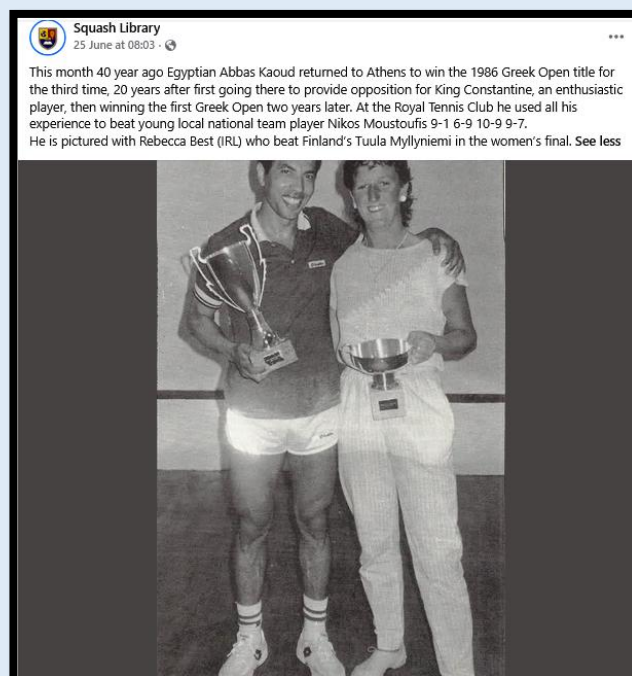 Squash Library
25 June at 08:03 ·
This month 40 year ago Egyptian Abbas Kaoud returned to Athens to win the 1986 Greek Open title for
the third time, 20 years after first going there to provide opposition for King Constantine, an enthusiastic
player, then winning the first Greek Open two years later. At the Royal Tennis Club he used all his
experience to beat young local national team player Nikos Moustoufis 9-1 6-9 10-9 9-7.
He is pictured with Rebecca Best (IRL) who beat Finland's Tuula Myllyniemi in the women's final. See less